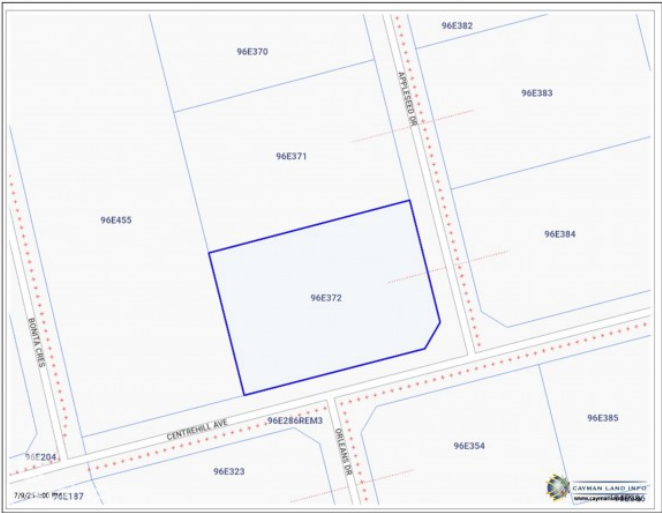 96E382
96E370
APPLESEED DR
96E383
96E371
96E455
96E384
96E372
BONITA CRES
96E286REM3
CENTREHILL AVE
96E385
ORLEANS DR
96E354
96E204
96E323
CAYMAN LAND INFO
96E187